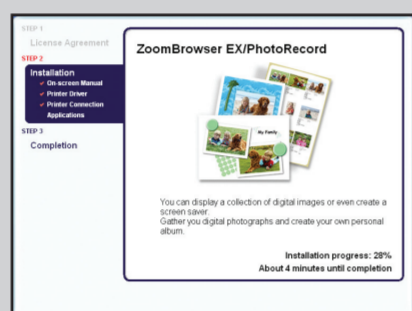 STEP 1
License Agreement
STEP 2
Installation
On-screen Manual
Printer Driver
Printer Connection
Applications
STEP 3
Completion
ZoomBrowser EX/PhotoRecord
My Family
You can display a collection of digital images or even create a
screen saver.
Gather you digital photographs and create your own personal
album.
Installation progress: 28%
About 4 minutes until completion